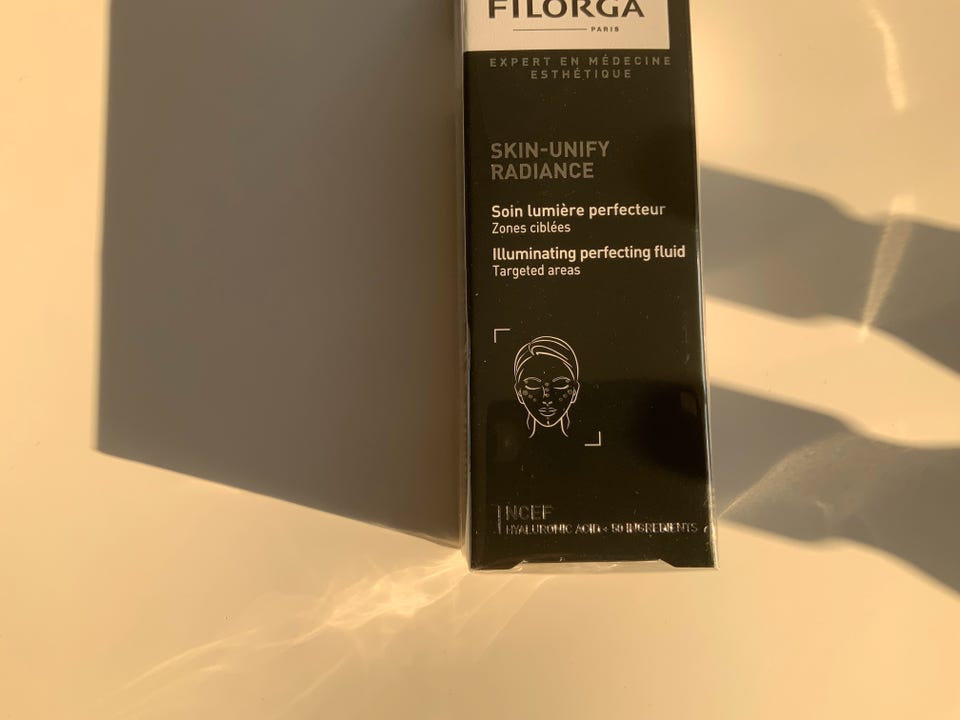 FILORGA
PARIS
EXPERT EN MÉDECINE
ESTHÉTIQUE
SKIN-UNIFY
RADIANCE
Soin lumière perfecteur
Zones ciblées
Illuminating perfecting fluid
Targeted areas
NCEF
HYALURONIC ACID + 50 INGREDIENTS